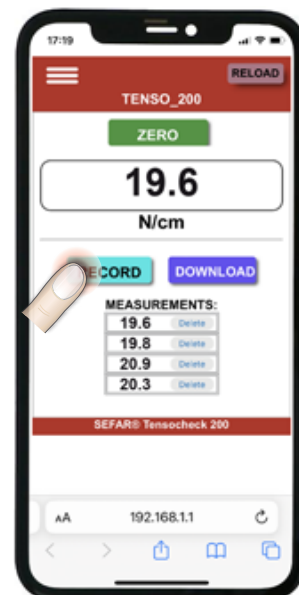 17:19
RELOAD
TENSO_200
ZERO
19.6
N/cm
ECORD DOWNLOAD
MEASUREMENTS:
19.6 Delete
19.8 Delete
20.9 Delete
20.3 Delete
SEFAR® Tensocheck 200
AA 192.168.1.1